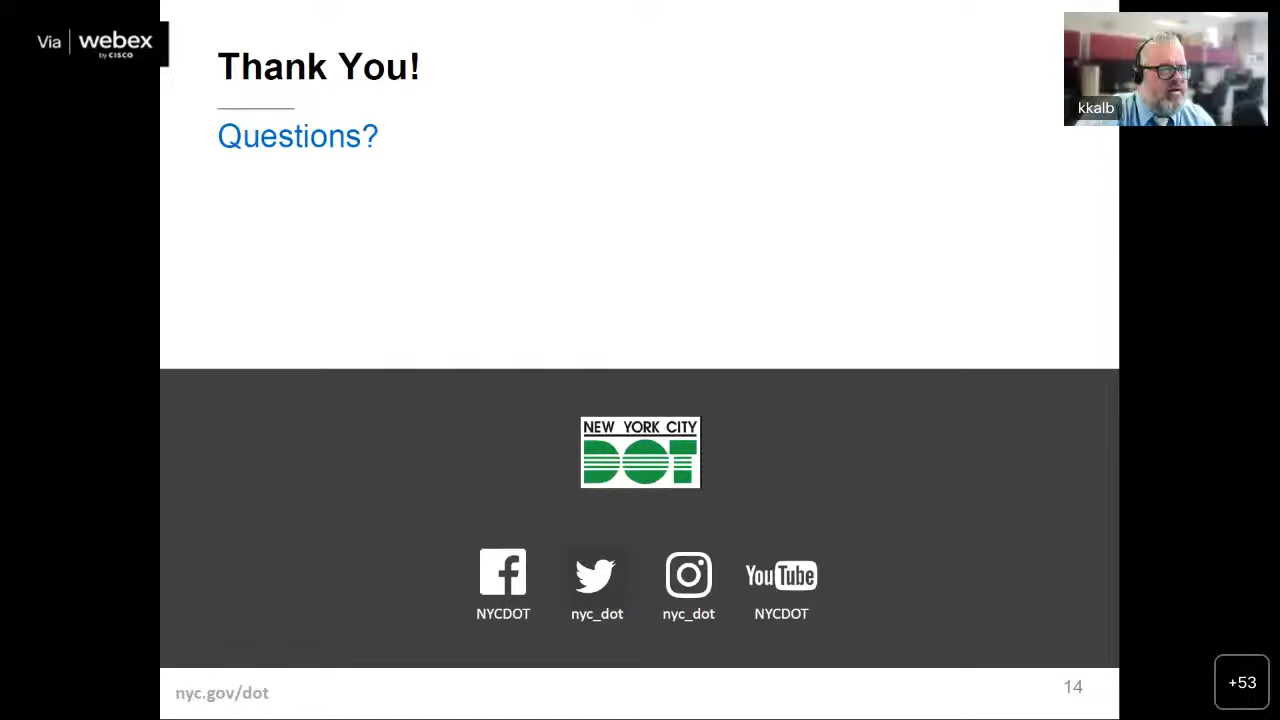 Via webex
by CISCO
Thank You!
kkalb
Questions?
NEW YORK CITY
DOT
YouTube
NYCDOT nyc_dot nyc_dot NYCDOT
nyc.gov/dot
14
+53